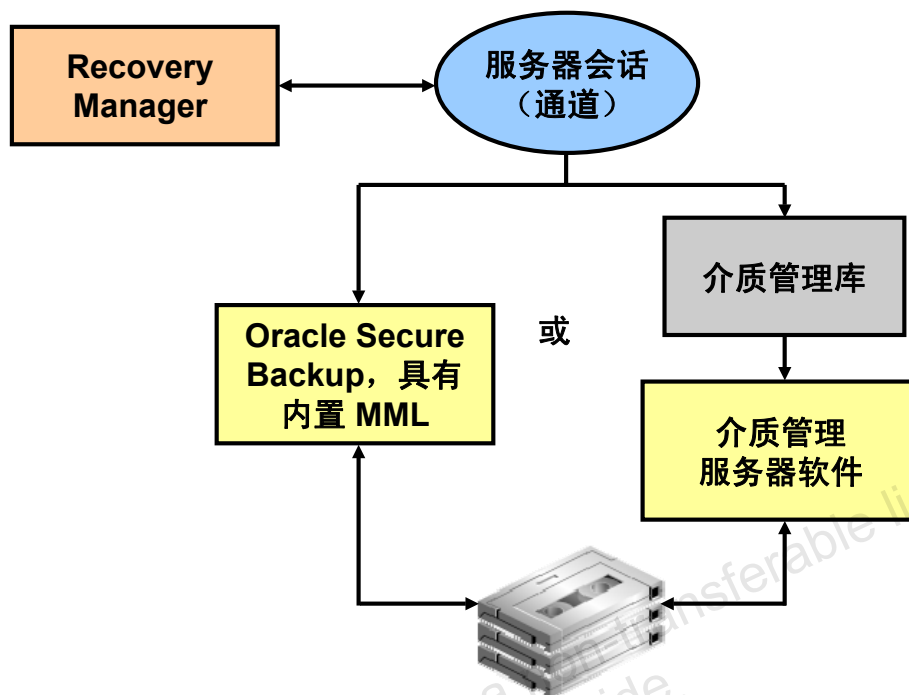 Recovery
Manager
服务器会话
（通道）
介质管理库
或
Oracle Secure
Backup，具有
内置 MML
介质管理
服务器软件